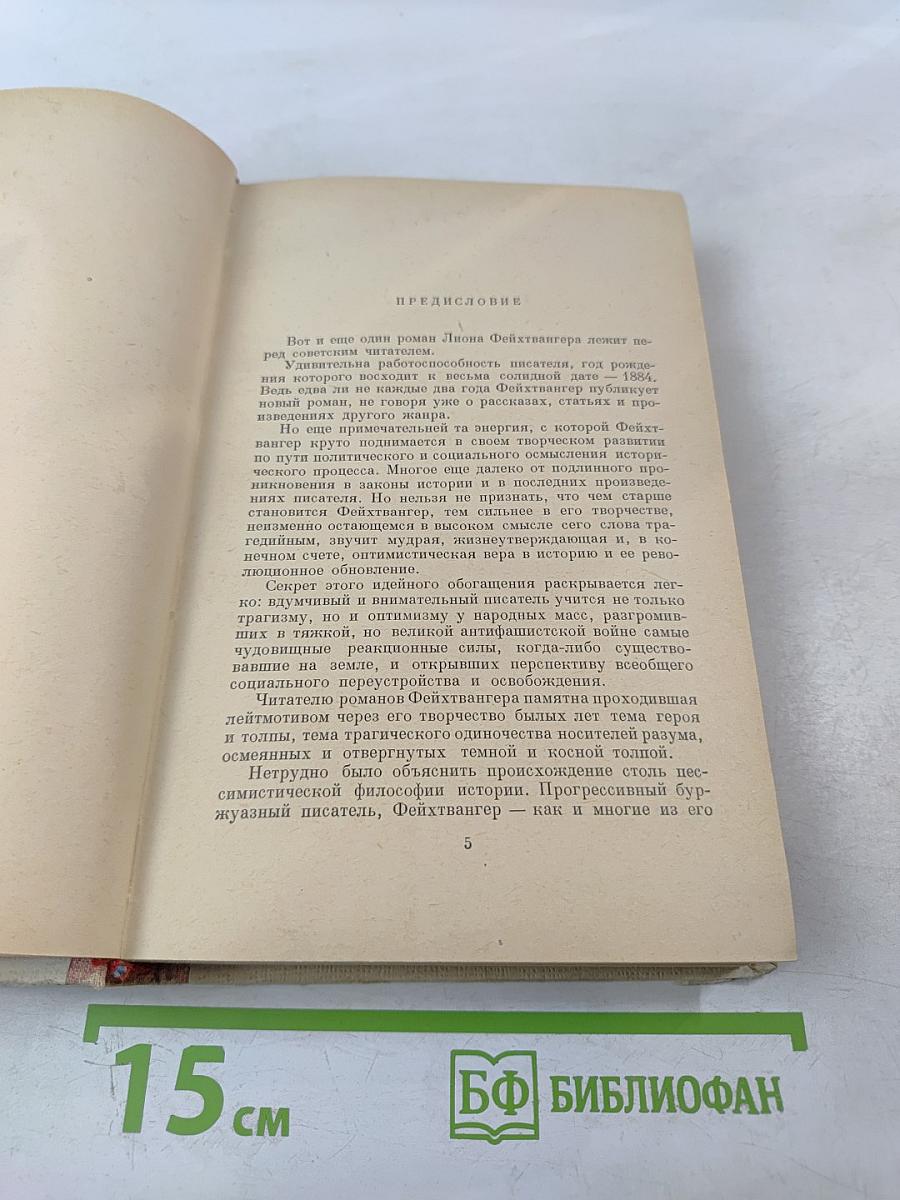 ПРЕДИСЛОВИЕ
Вот и еще один роман Лиона Фейхтвангера лежит пе-
ред советским читателем.
Удивительна работоспособность писателя, год рожде-
ния которого восходит к весьма солидной дате — 1884.
Ведь едва ли не каждые два года Фейхтвангер публикует
новый роман, не говоря уже о рассказах, статьях и про-
изведениях другого жанра.
Но еще примечательней та энергия, с которой Фейхт-
вангер круто поднимается в своем творческом развитии
по пути политического и социального осмысления истори-
ческого процесса. Многое еще далеко от подлинного про-
никновения в законы истории и в последних произведе-
ниях писателя. Но нельзя не признать, что чем старше
становится Фейхтвангер, тем сильнее в его творчестве,
неизменно остающемся в высоком смысле сего слова тра-
гедийным, звучит мудрая, жизнеутверждающая и, в ко-
нечном счете, оптимистическая вера в историю и ее рево-
люционное обновление.
Секрет этого идейного обогащения раскрывается лег-
ко: вдумчивый и внимательный писатель учится не только
трагизму, но и оптимизму у народных масс, разгромив-
ших в тяжкой, но великой антифашистской войне самые
чудовищные реакционные силы, когда-либо существо-
вавшие на земле, и открывших перспективу всеобщего
социального переустройства и освобождения.
Читателю романов Фейхтвангера памятна проходившая
лейтмотивом через его творчество былых лет тема героя
и толпы, тема трагического одиночества носителей разума,
осмеянных и отвергнутых темной и косной толпой.
Нетрудно было объяснить происхождение столь пес-
симистической философии истории. Прогрессивный бур-
жуазный писатель, Фейхтвангер — как и многие из его
5
15 см
БФ БИБЛИОФАН